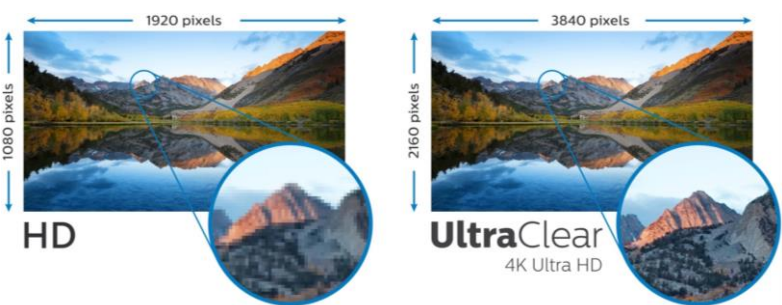 1920 pixels
1080 pixels
HD
3840 pixels
2160 pixels
UltraClear
4K Ultra HD